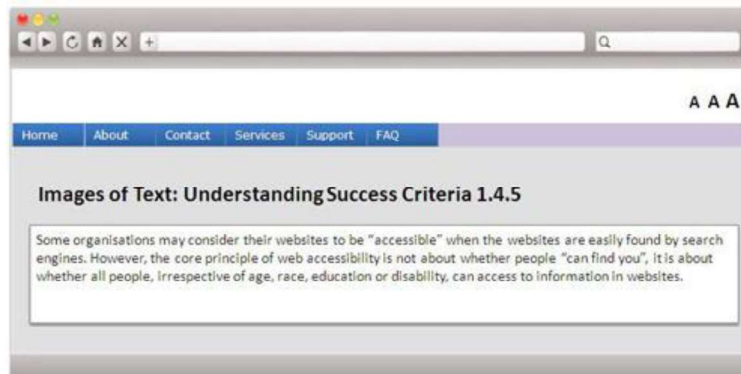 A A A
Home About Contact Services Support FAQ
Images of Text: Understanding Success Criteria 1.4.5
Some organisations may consider their websites to be “accessible” when the websites are easily found by search
engines. However, the core principle of web accessibility is not about whether people “can find you”, it is about
whether all people, irrespective of age, race, education or disability, can access to information in websites.